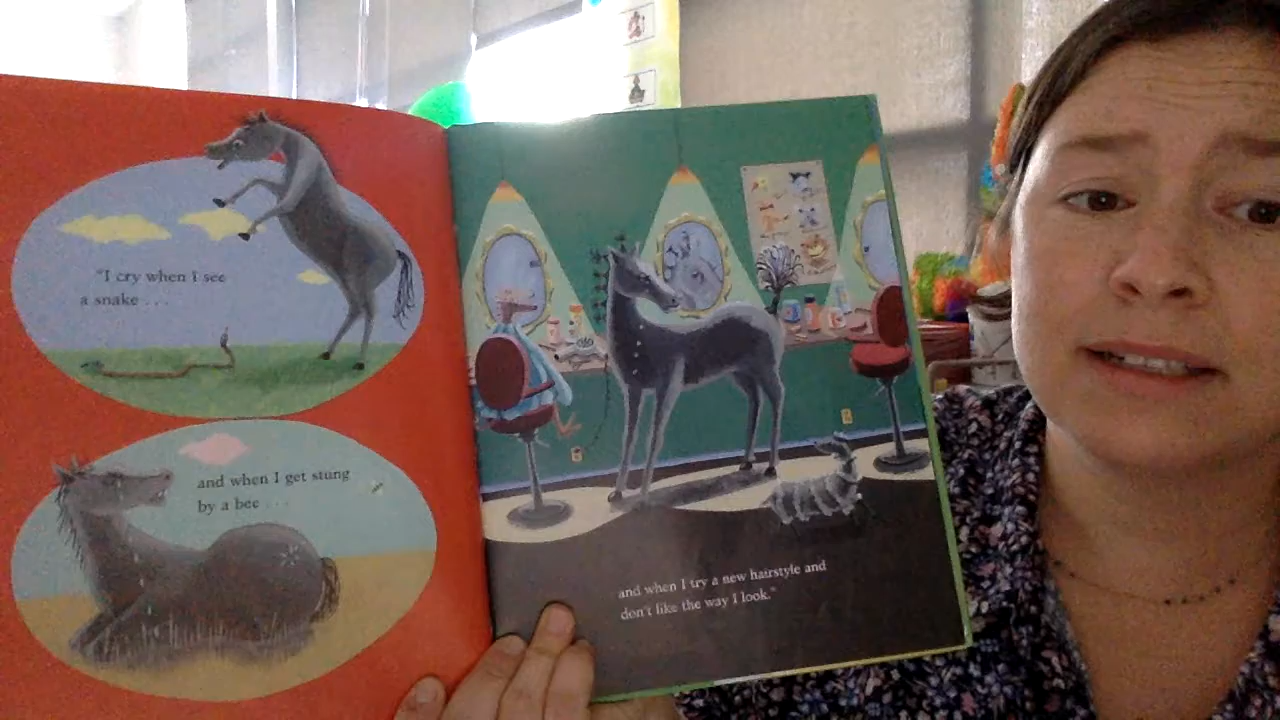 "I cry when I see
a snake . . .
and when I get stung
by a bee . . .
and when I try a new hairstyle and
don't like the way I look."